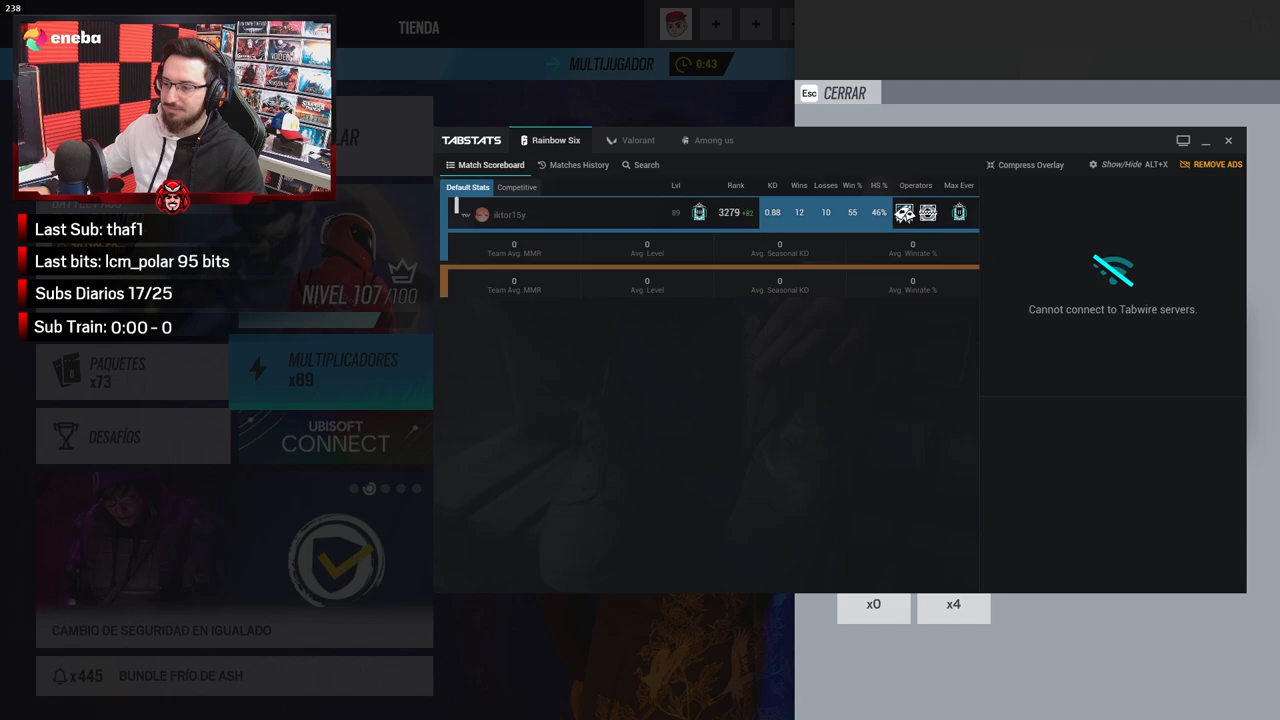 238
TIENDA
eneba
MULTIJUGADOR
0:43
Esc CERRAR
TABSTATS
Rainbow Six
Valorant
Among us
Match Scoreboard
Matches History
Search
Compress Overlay
Show/Hide ALT+X
REMOVE ADS
Default Stats
Competitive
Lvl
Rank
KD
Wins
Losses
Win %
HS %
Operators
Max Ever
iktor15y
89
3279 +82
0.88
12
10
55
46%
0
Team Avg. MMR
0
Avg. Level
0
Avg. Seasonal KD
0
Avg. Winrate %
0
Team Avg. MMR
0
Avg. Level
0
Avg. Seasonal KD
0
Avg. Winrate %
Cannot connect to Tabwire servers.
Last Sub: thaf1
Last bits: lcm_polar 95 bits
Subs Diarios 17/25
Sub Train: 0:00 - 0
NIVEL 107/100
PAQUETES
x73
MULTIPLICADORES
x89
DESAFÍOS
UBISOFT
CONNECT
CAMBIO DE SEGURIDAD EN IGUALADO
x445
BUNDLE FRÍO DE ASH
x0
x4